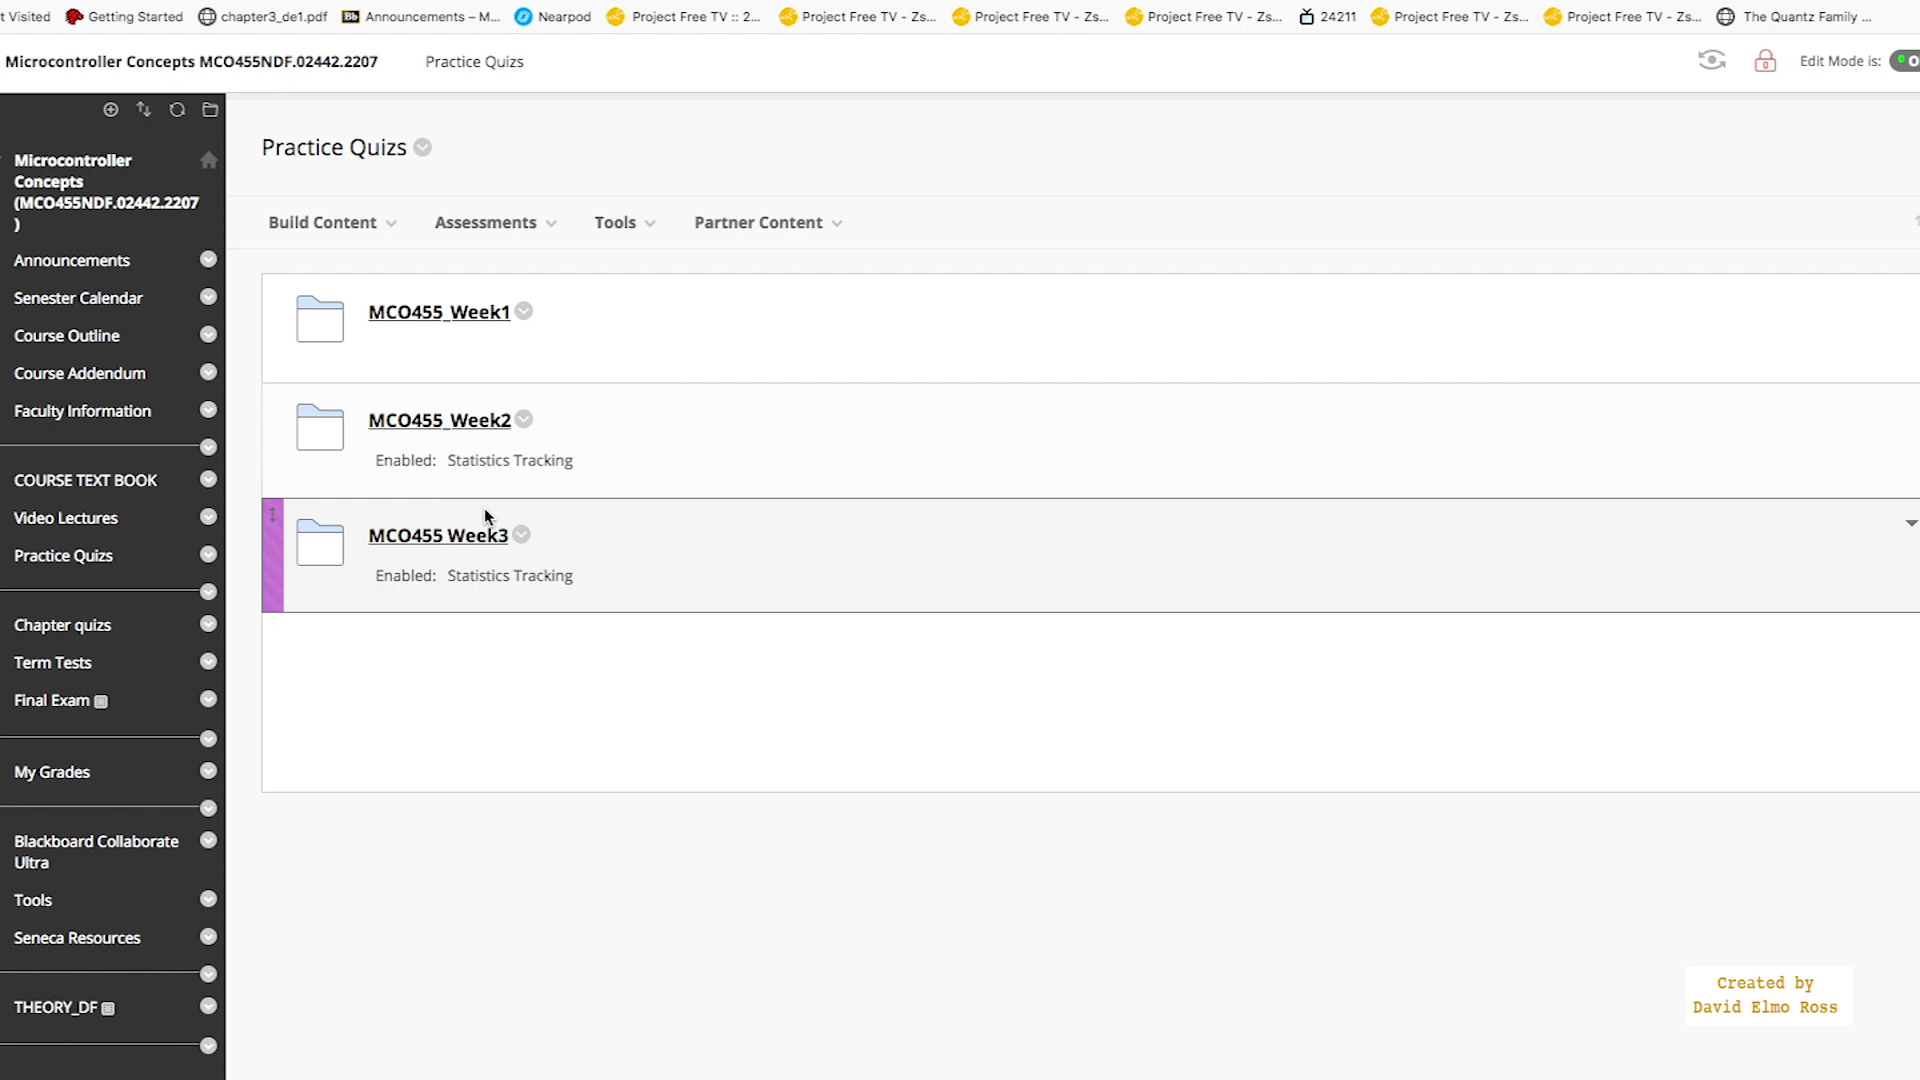 t Visited
Getting Started
chapter3_de1.pdf
Bb
Announcements – M...
Nearpod
Project Free TV :: 2...
Project Free TV - Zs...
Project Free TV - Zs...
Project Free TV - Zs...
24211
Project Free TV - Zs...
Project Free TV - Zs...
The Quantz Family ...
Microcontroller Concepts MCO455NDF.02442.2207
Practice Quizs
Edit Mode is:
Microcontroller
Concepts
(MCO455NDF.02442.2207
)
Announcements
Senester Calendar
Course Outline
Course Addendum
Faculty Information
COURSE TEXT BOOK
Video Lectures
Practice Quizs
Chapter quizs
Term Tests
Final Exam
My Grades
Blackboard Collaborate
Ultra
Tools
Seneca Resources
THEORY_DF
Practice Quizs
Build Content
Assessments
Tools
Partner Content
MCO455_Week1
MCO455_Week2
Enabled: Statistics Tracking
MCO455 Week3
Enabled: Statistics Tracking
Created by
David Elmo Ross